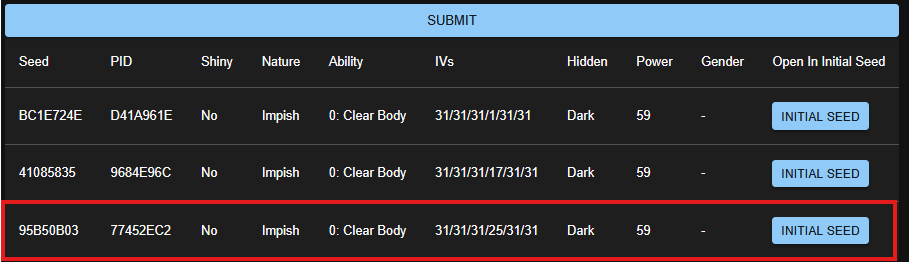 SUBMIT
Seed PID Shiny Nature Ability IVs Hidden Power Gender Open In Initial Seed
BC1E724E D41A961E No Impish 0: Clear Body 31/31/31/1/31/31 Dark 59 - INITIAL SEED
41085835 9684E96C No Impish 0: Clear Body 31/31/31/17/31/31 Dark 59 - INITIAL SEED
95B50B03 77452EC2 No Impish 0: Clear Body 31/31/31/25/31/31 Dark 59 - INITIAL SEED